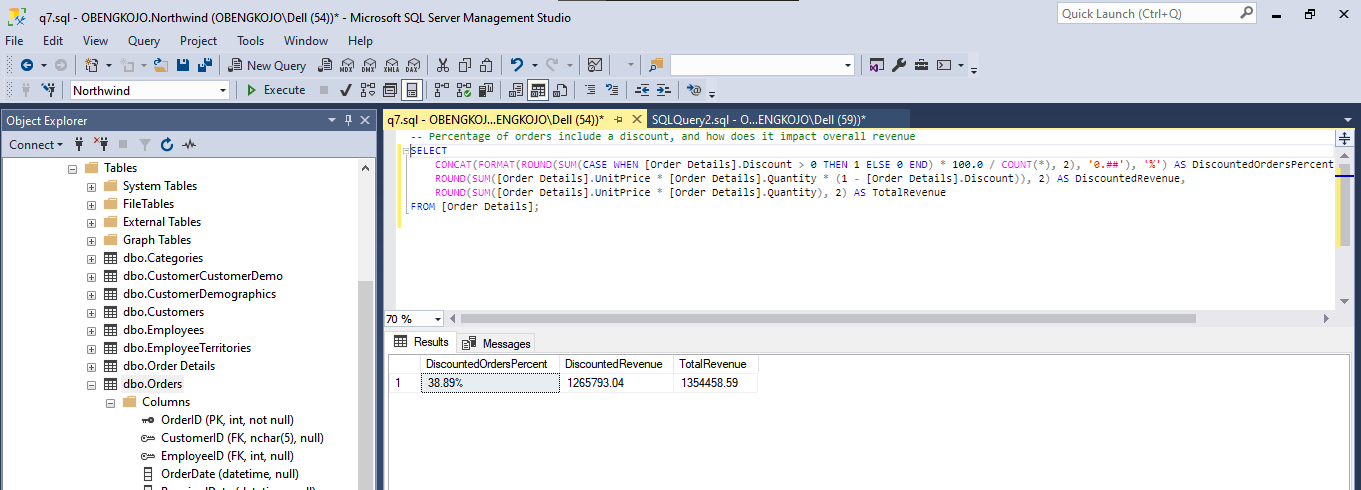 q7.sql - OBENGKOJO.Northwind (OBENGKOJO\Dell (54))* - Microsoft SQL Server Management Studio
Quick Launch (Ctrl+Q)
File Edit View Query Project Tools Window Help
New Query MDX DMX XMLA DAX
Northwind Execute
Object Explorer
q7.sql - OBENGKOJ...ENGKOJO\Dell (54))* SQLQuery2.sql - O...ENGKOJO\Dell (59))*
Connect
Tables
System Tables
FileTables
External Tables
Graph Tables
dbo.Categories
dbo.CustomerCustomerDemo
dbo.CustomerDemographics
dbo.Customers
dbo.Employees
dbo.EmployeeTerritories
dbo.Order Details
dbo.Orders
Columns
OrderID (PK, int, not null)
CustomerID (FK, nchar(5), null)
EmployeeID (FK, int, null)
OrderDate (datetime, null)
-- Percentage of orders include a discount, and how does it impact overall revenue
SELECT
CONCAT(FORMAT(ROUND(SUM(CASE WHEN [Order Details].Discount > 0 THEN 1 ELSE 0 END) * 100.0 / COUNT(*), 2), '0.##'), '%') AS DiscountedOrdersPercent
ROUND(SUM([Order Details].UnitPrice * [Order Details].Quantity * (1 - [Order Details].Discount)), 2) AS DiscountedRevenue,
ROUND(SUM([Order Details].UnitPrice * [Order Details].Quantity), 2) AS TotalRevenue
FROM [Order Details];
70 %
Results Messages
DiscountedOrdersPercent DiscountedRevenue TotalRevenue
1 38.89% 1265793.04 1354458.59